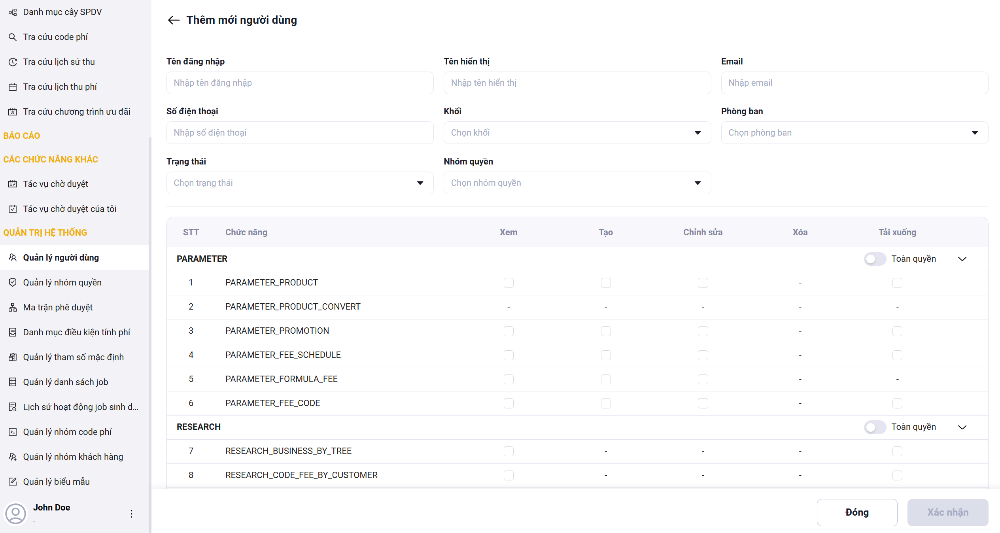 Danh mục cây SPDV
Tra cứu code phí
Tra cứu lịch sử thu
Tra cứu lịch thu phí
Tra cứu chương trình ưu đãi
BÁO CÁO
CÁC CHỨC NĂNG KHÁC
Tác vụ chờ duyệt
Tác vụ chờ duyệt của tôi
QUẢN TRỊ HỆ THỐNG
Quản lý người dùng
Quản lý nhóm quyền
Ma trận phê duyệt
Danh mục điều kiện tính phí
Quản lý tham số mặc định
Quản lý danh sách job
Lịch sử hoạt động job sinh d...
Quản lý nhóm code phí
Quản lý nhóm khách hàng
Quản lý biểu mẫu
John Doe
-
Thêm mới người dùng
Tên đăng nhập Tên hiển thị Email
Nhập tên đăng nhập Nhập tên hiển thị Nhập email
Số điện thoại Khối Phòng ban
Nhập số điện thoại Chọn khối Chọn phòng ban
Trạng thái Nhóm quyền
Chọn trạng thái Chọn nhóm quyền
STT Chức năng Xem Tạo Chỉnh sửa Xóa Tải xuống
PARAMETER Toàn quyền
1 PARAMETER_PRODUCT -
2 PARAMETER_PRODUCT_CONVERT - - - - -
3 PARAMETER_PROMOTION -
4 PARAMETER_FEE_SCHEDULE -
5 PARAMETER_FORMULA_FEE - -
6 PARAMETER_FEE_CODE -
RESEARCH Toàn quyền
7 RESEARCH_BUSINESS_BY_TREE - - -
8 RESEARCH_CODE_FEE_BY_CUSTOMER - - -
Đóng Xác nhận